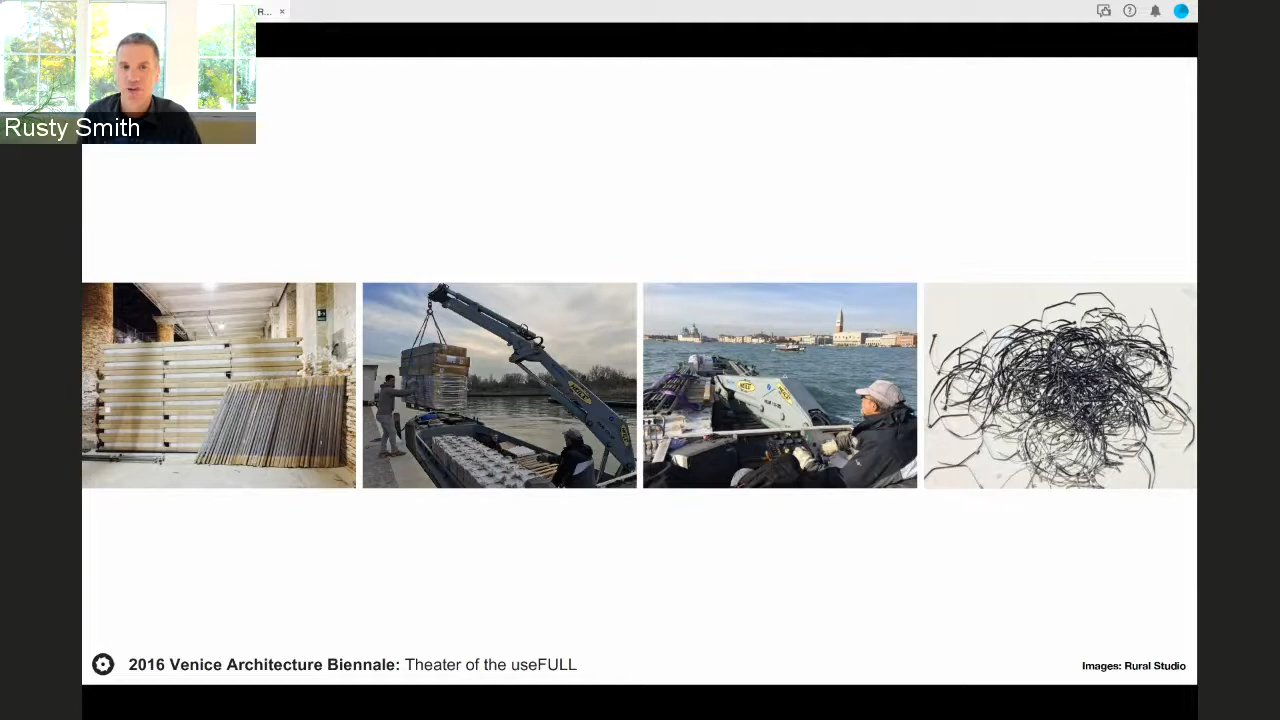 R...
Rusty Smith
2016 Venice Architecture Biennale: Theater of the useFULL
Images: Rural Studio